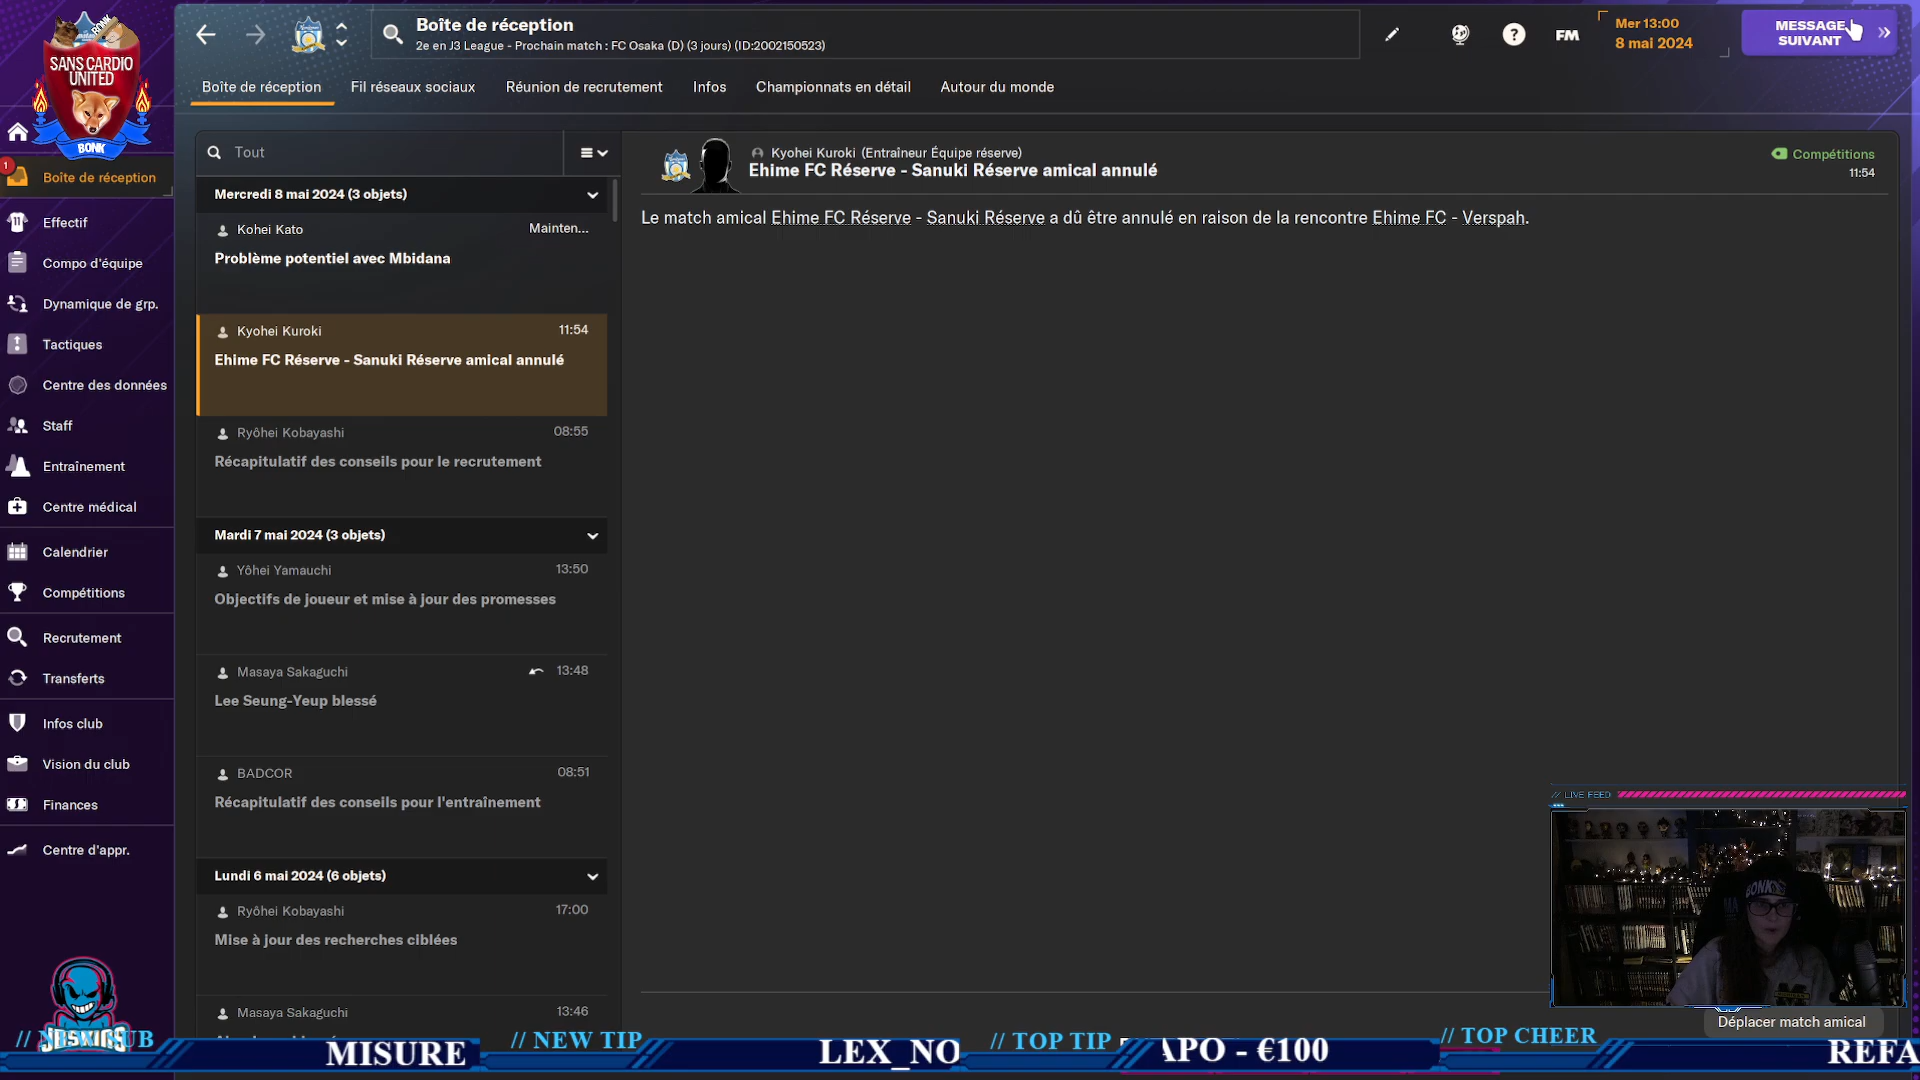 SANS CARDIO
UNITED
BONK
Boîte de réception
2e en J3 League - Prochain match : FC Osaka (D) (3 jours) (ID:2002150523)
FM
Mer 13:00
8 mai 2024
MESSAGE
SUIVANT
Boîte de réception
Fil réseaux sociaux
Réunion de recrutement
Infos
Championnats en détail
Autour du monde
1
Boîte de réception
Effectif
Compo d'équipe
Dynamique de grp.
Tactiques
Centre des données
Staff
Entraînement
Centre médical
Calendrier
Compétitions
Recrutement
Transferts
Infos club
Vision du club
Finances
Centre d'appr.
Tout
Mercredi 8 mai 2024 (3 objets)
Kohei Kato
Mainten...
Problème potentiel avec Mbidana
Kyohei Kuroki
11:54
Ehime FC Réserve - Sanuki Réserve amical annulé
Ryôhei Kobayashi
08:55
Récapitulatif des conseils pour le recrutement
Mardi 7 mai 2024 (3 objets)
Yôhei Yamauchi
13:50
Objectifs de joueur et mise à jour des promesses
Masaya Sakaguchi
13:48
Lee Seung-Yeup blessé
BADCOR
08:51
Récapitulatif des conseils pour l'entraînement
Lundi 6 mai 2024 (6 objets)
Ryôhei Kobayashi
17:00
Mise à jour des recherches ciblées
Masaya Sakaguchi
13:46
Kyohei Kuroki (Entraîneur Équipe réserve)
Ehime FC Réserve - Sanuki Réserve amical annulé
Compétitions
11:54
Le match amical Ehime FC Réserve - Sanuki Réserve a dû être annulé en raison de la rencontre Ehime FC - Verspah.
// LIVE FEED
BONK
Déplacer match amical
// NEW TIP
// TOP TIP
// TOP CHEER
MISURE
LEX_NO
APO - €100
REFA